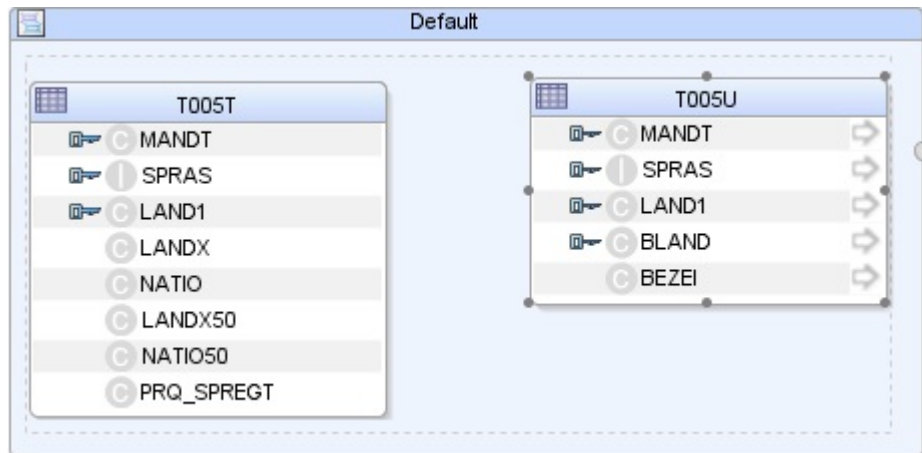 Default
T005T
MANDT
SPRAS
LAND1
LANDX
NATIO
LANDX50
NATIO50
PRQ_SPREGT
T005U
MANDT
SPRAS
LAND1
BLAND
BEZEI